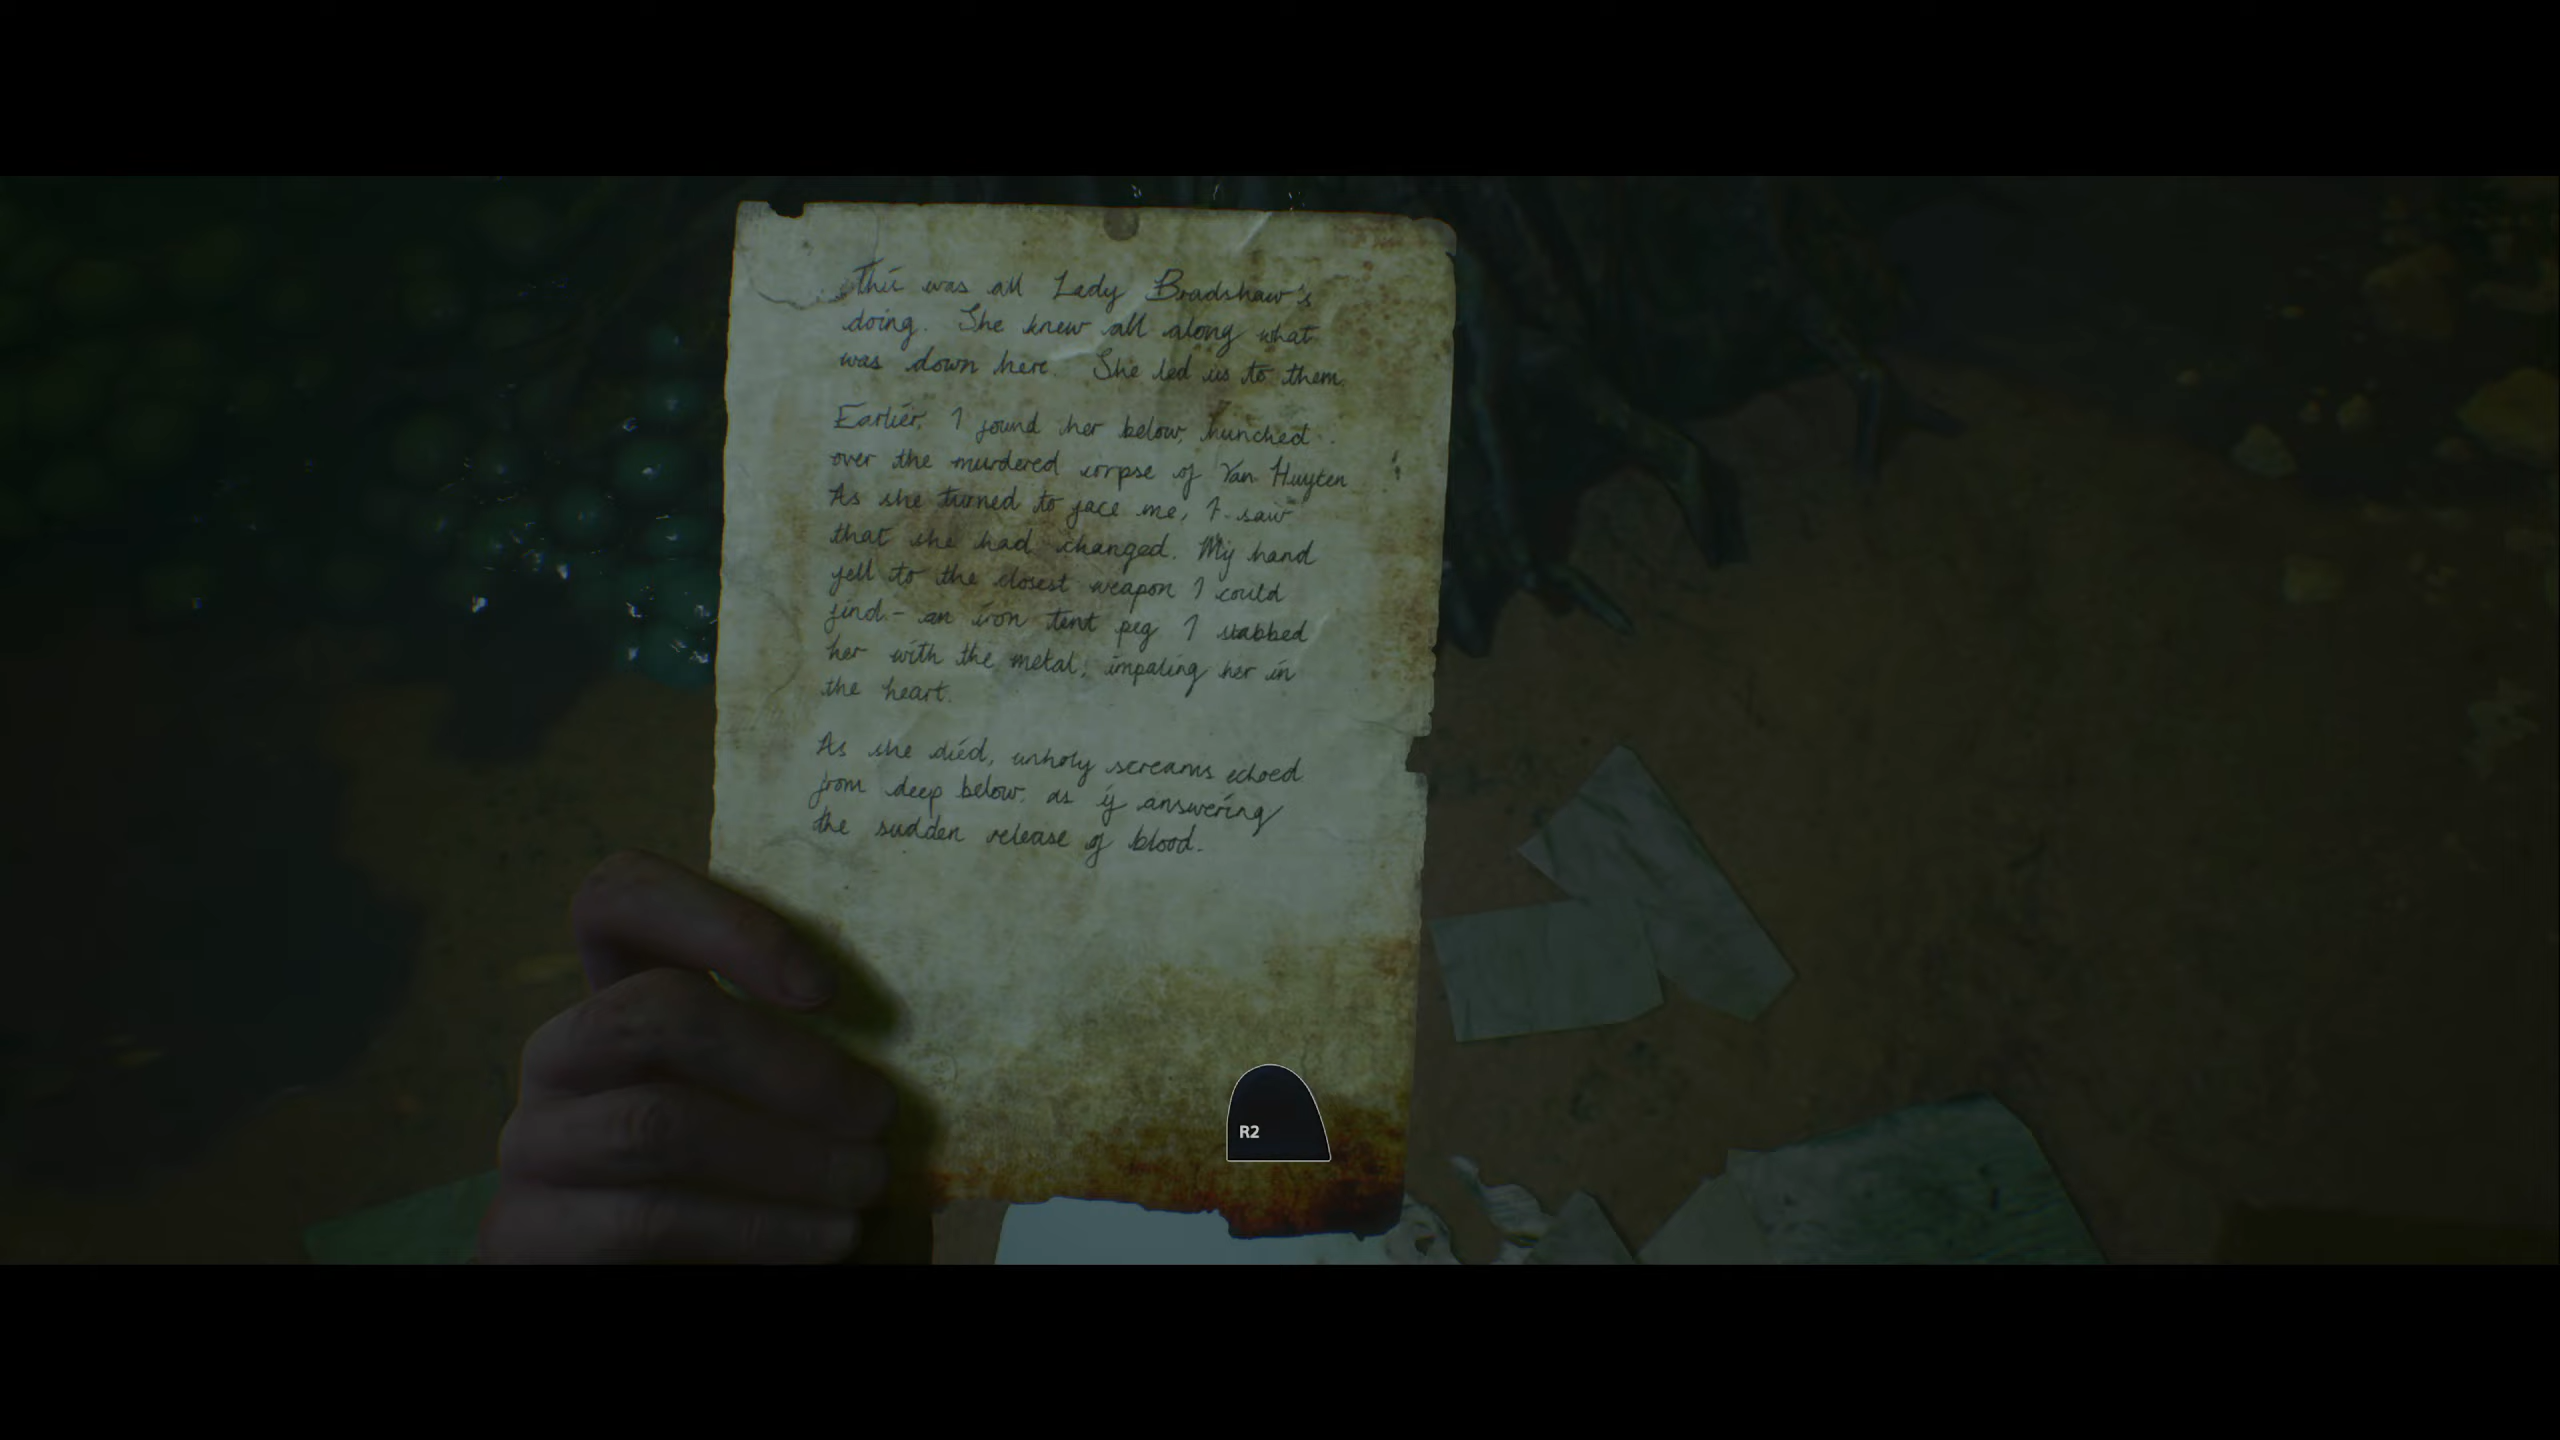 This was all Lady Bradshaw's
doing. She knew all along what
was down here. She led us to them.
Earlier, I found her below, hunched
over the murdered corpse of Van Huyten
As she turned to face me, I saw
that she had changed. My hand
fell to the closest weapon I could
find - an iron tent peg I stabbed
her with the metal, impaling her in
the heart.
As she died, unholy screams echoed
from deep below, as if answering
the sudden release of blood.
R2